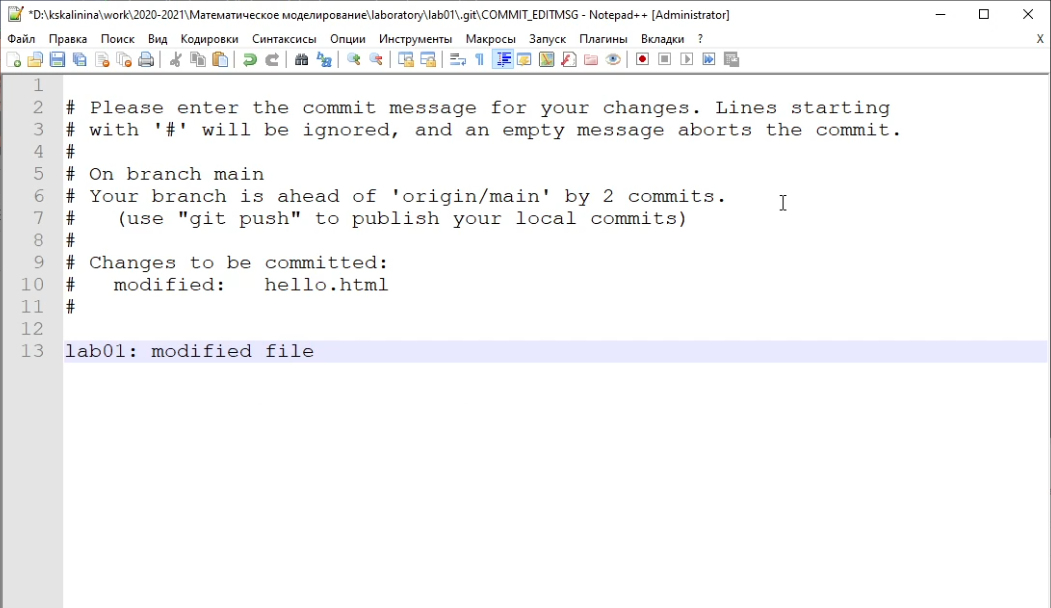 *D:\kskalinina\work\2020-2021\Математическое моделирование\laboratory\lab01\.git\COMMIT_EDITMSG - Notepad++ [Administrator]
Файл Правка Поиск Вид Кодировки Синтаксисы Опции Инструменты Макросы Запуск Плагины Вкладки ? X
1
2 # Please enter the commit message for your changes. Lines starting
3 # with '#' will be ignored, and an empty message aborts the commit.
4 #
5 # On branch main
6 # Your branch is ahead of 'origin/main' by 2 commits.
7 #   (use "git push" to publish your local commits)
8 #
9 # Changes to be committed:
10 #   modified:   hello.html
11 #
12
13 lab01: modified file